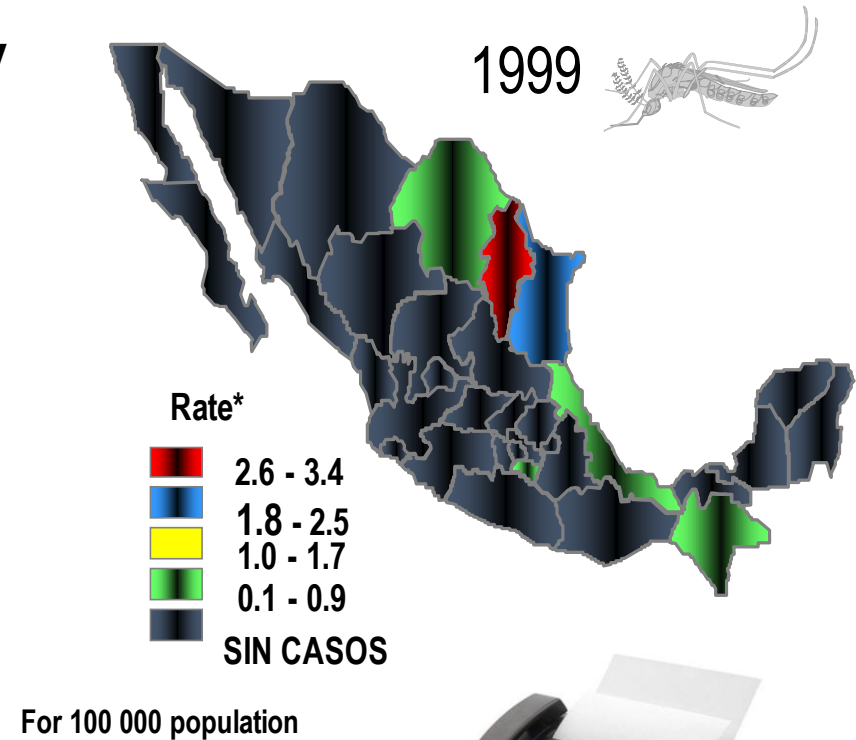 1999
Rate*
2.6 - 3.4
1.8 - 2.5
1.0 - 1.7
0.1 - 0.9
SIN CASOS
For 100 000 population